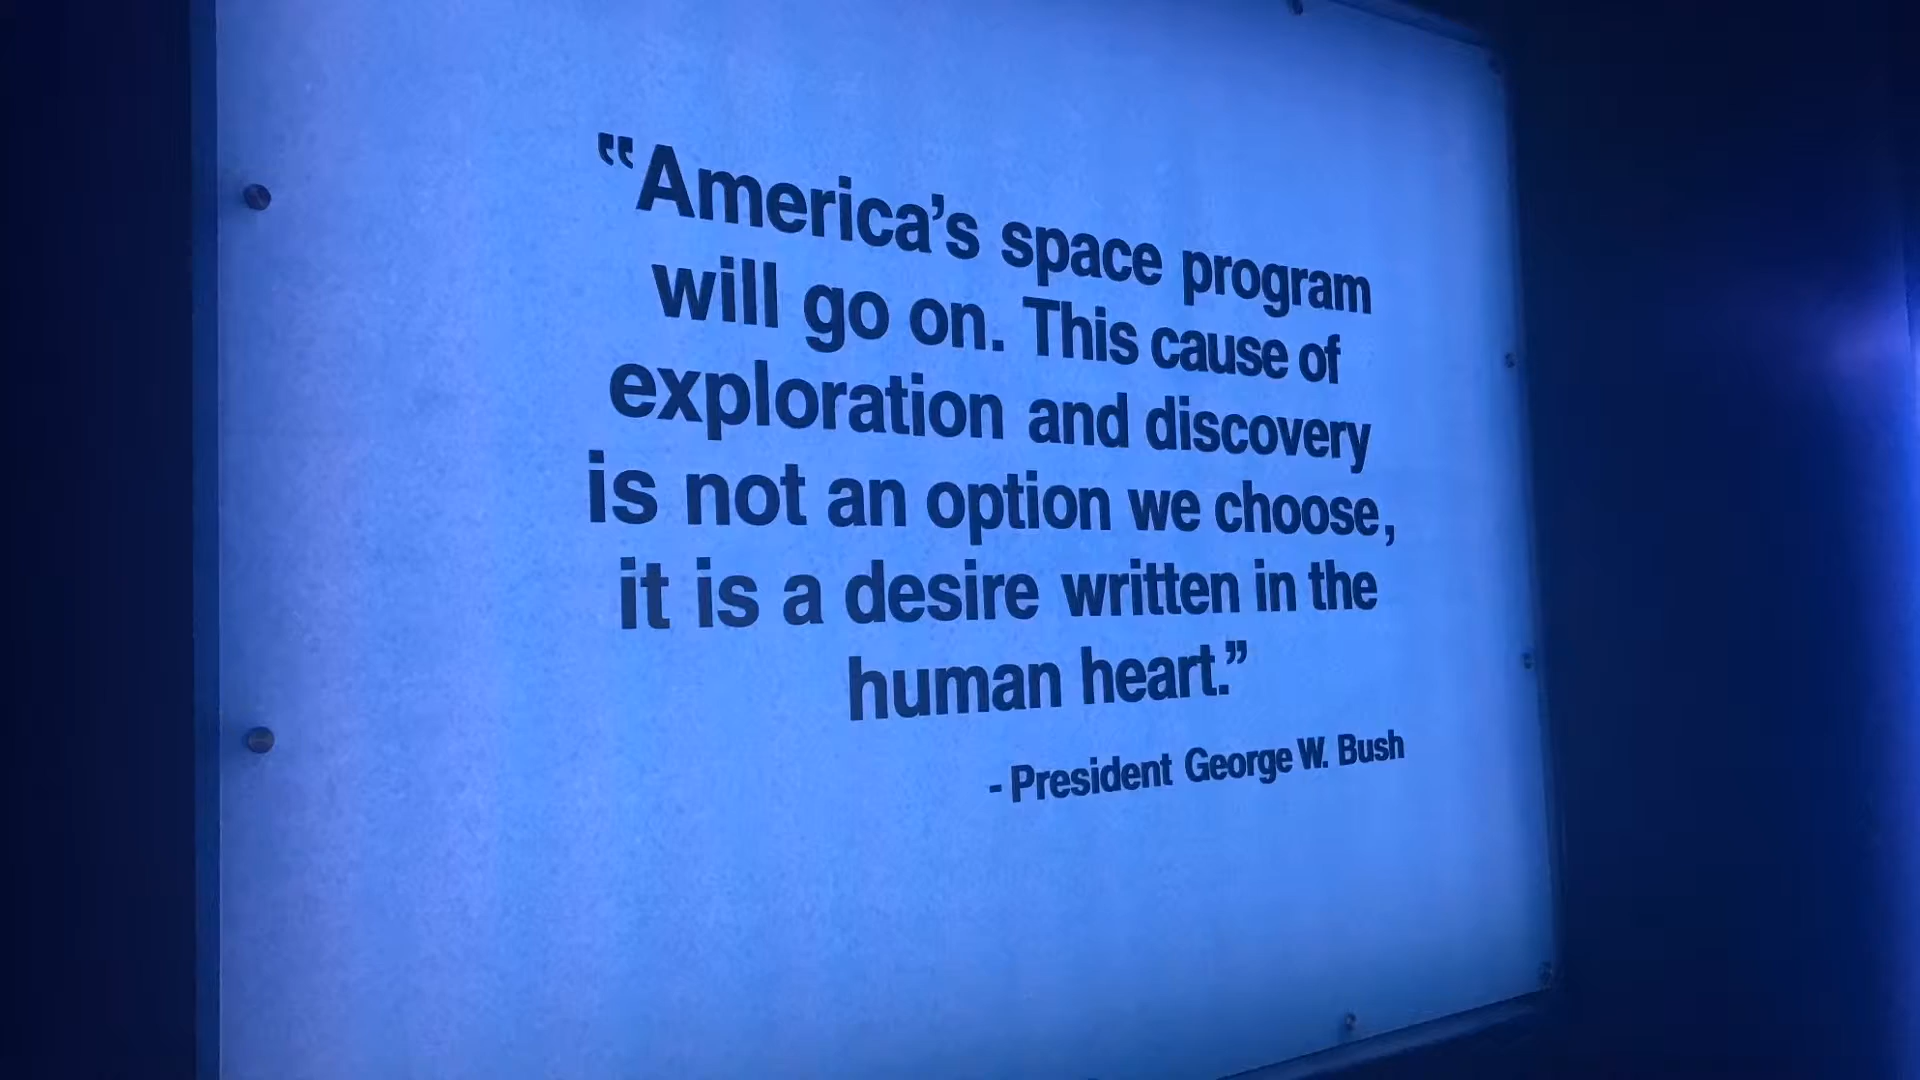 “America’s space program
will go on. This cause of
exploration and discovery
is not an option we choose,
it is a desire written in the
human heart.”
- President George W. Bush